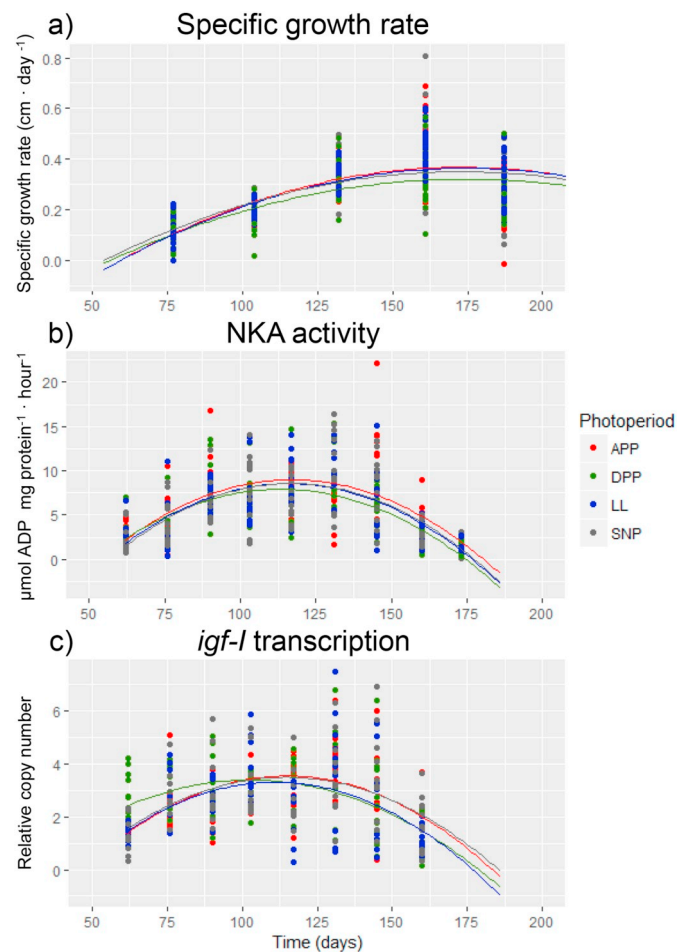 a) Specific growth rate
Specific growth rate (cm · day ⁻¹)
0.8
0.6
0.4
0.2
0.0
50 75 100 125 150 175 200
b) NKA activity
µmol ADP mg protein⁻¹ · hour⁻¹
20
15
10
5
0
50 75 100 125 150 175 200
Photoperiod
APP
DPP
LL
SNP
c) igf-I transcription
Relative copy number
6
4
2
0
50 75 100 125 150 175 200
Time (days)